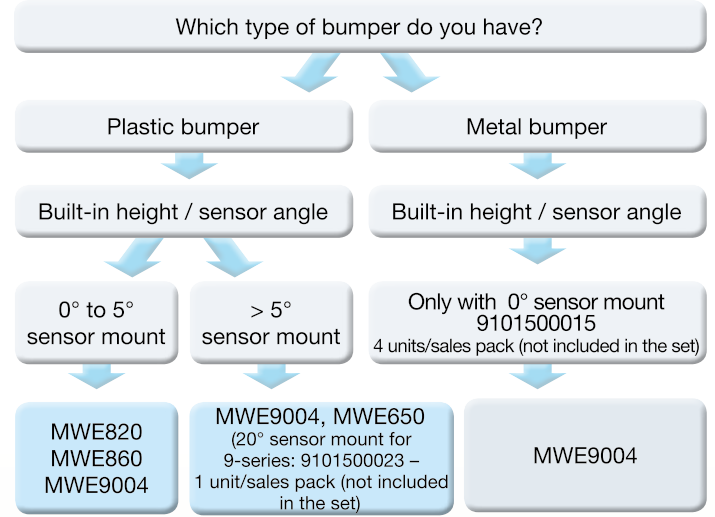 Which type of bumper do you have?
Plastic bumper
Metal bumper
Built-in height / sensor angle
Built-in height / sensor angle
0° to 5°
sensor mount
> 5°
sensor mount
Only with 0° sensor mount
9101500015
4 units/sales pack (not included in the set)
MWE820
MWE860
MWE9004
MWE9004, MWE650
(20° sensor mount for
9-series: 9101500023 –
1 unit/sales pack (not included
in the set)
MWE9004